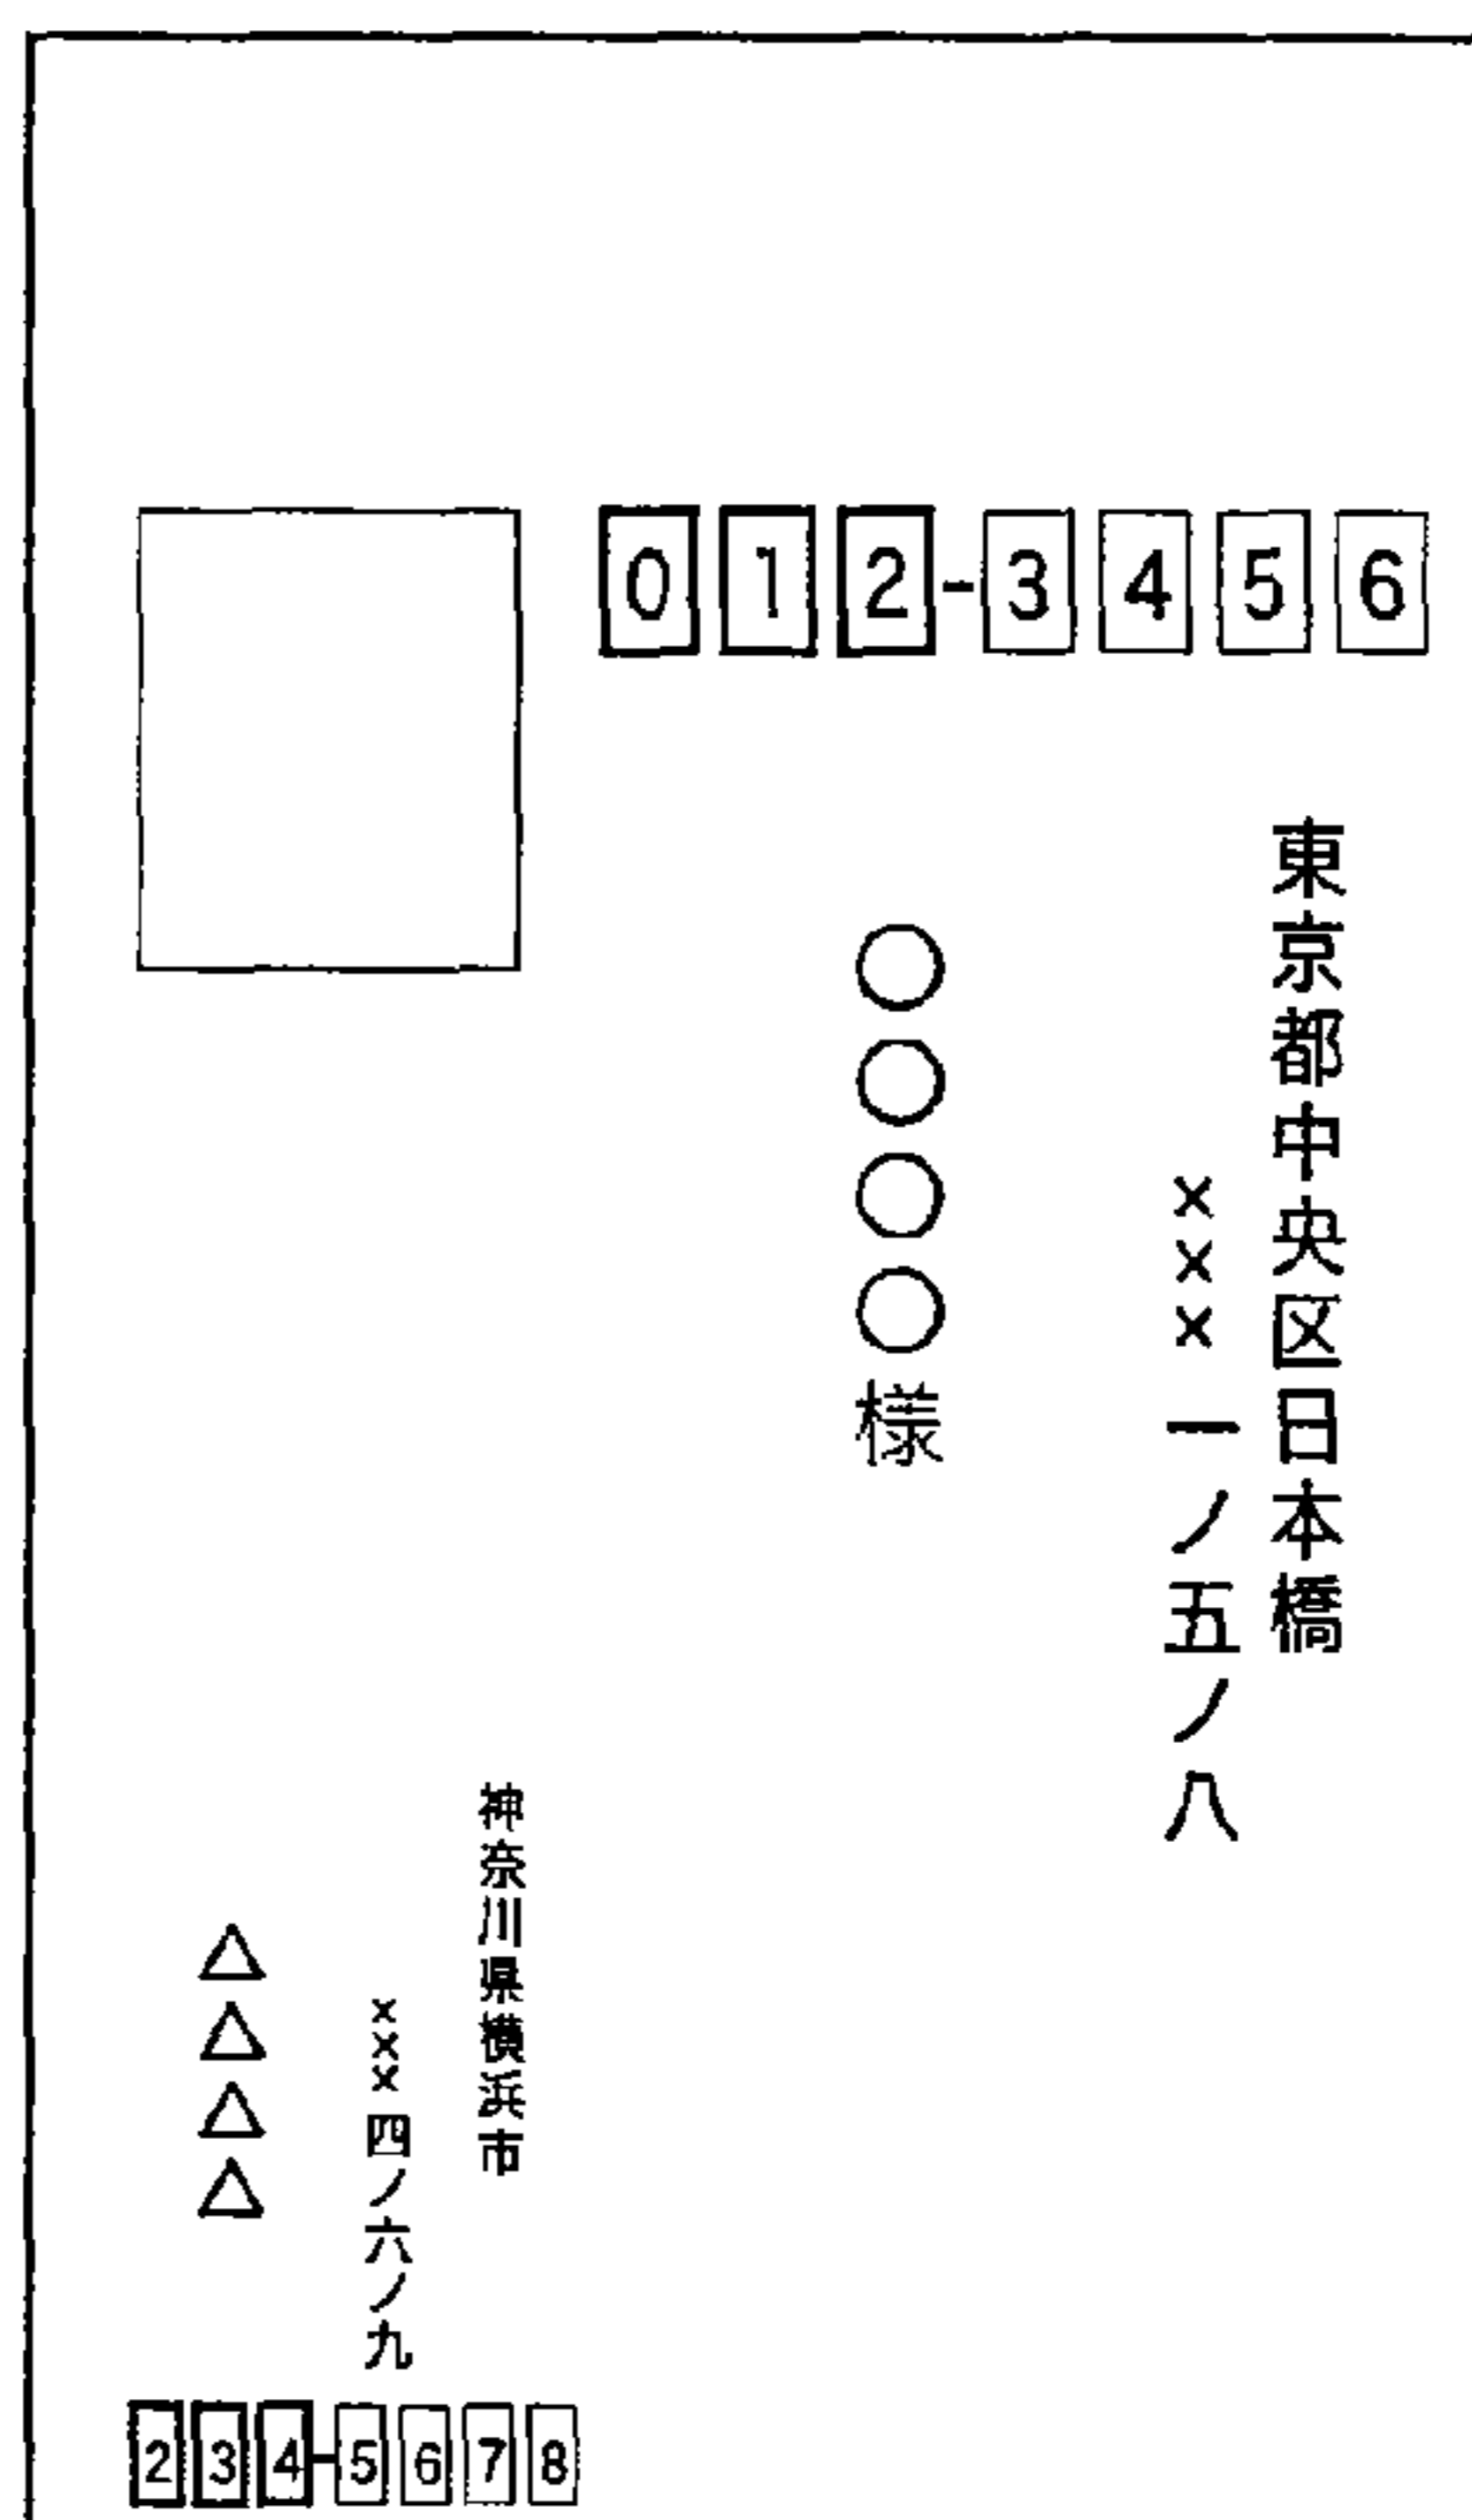 012-3456
東京都中央区日本橋
×××一ノ五ノ八
○○○○様
神奈川県横浜市
×××四ノ六ノ九
△△△△
234-5678